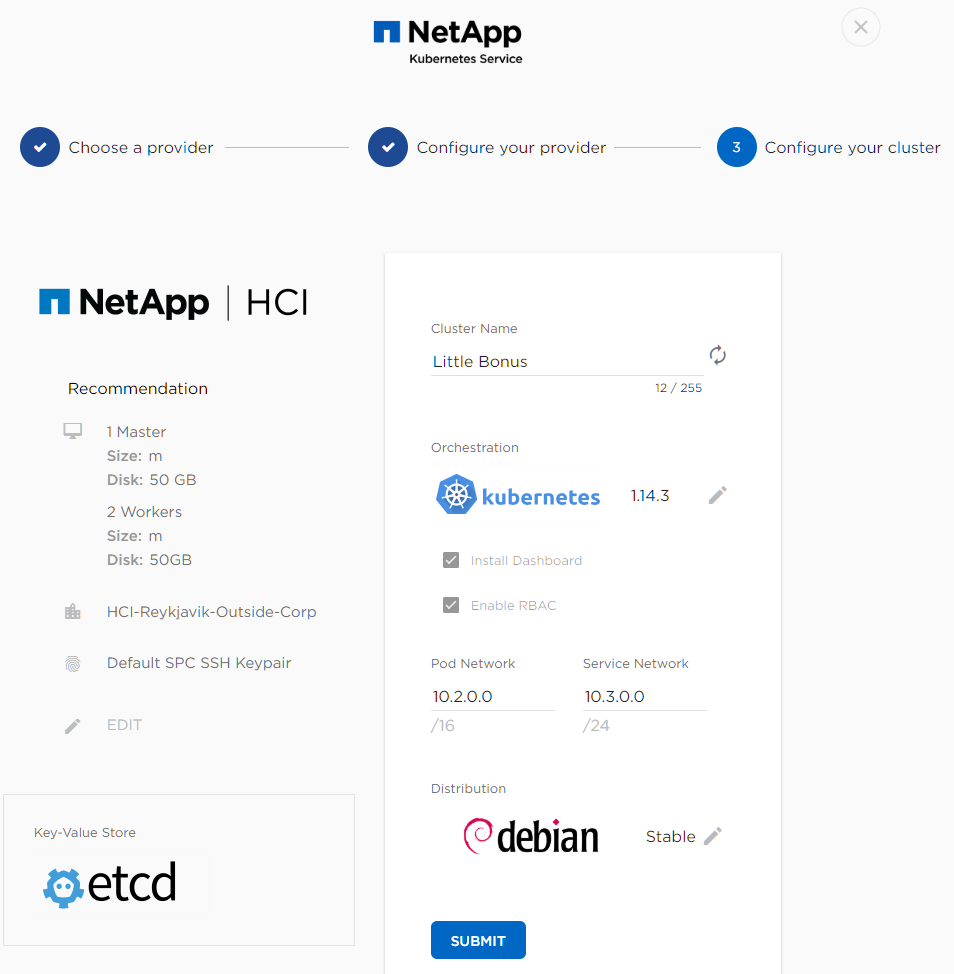 NetApp
Kubernetes Service
Choose a provider
Configure your provider
3
Configure your cluster
NetApp | HCI
Recommendation
1 Master
Size: m
Disk: 50 GB
2 Workers
Size: m
Disk: 50GB
HCI-Reykjavik-Outside-Corp
Default SPC SSH Keypair
EDIT
Key-Value Store
etcd
Cluster Name
Little Bonus
12 / 255
Orchestration
kubernetes 1.14.3
Install Dashboard
Enable RBAC
Pod Network Service Network
10.2.0.0 10.3.0.0
/16 /24
Distribution
debian Stable
SUBMIT